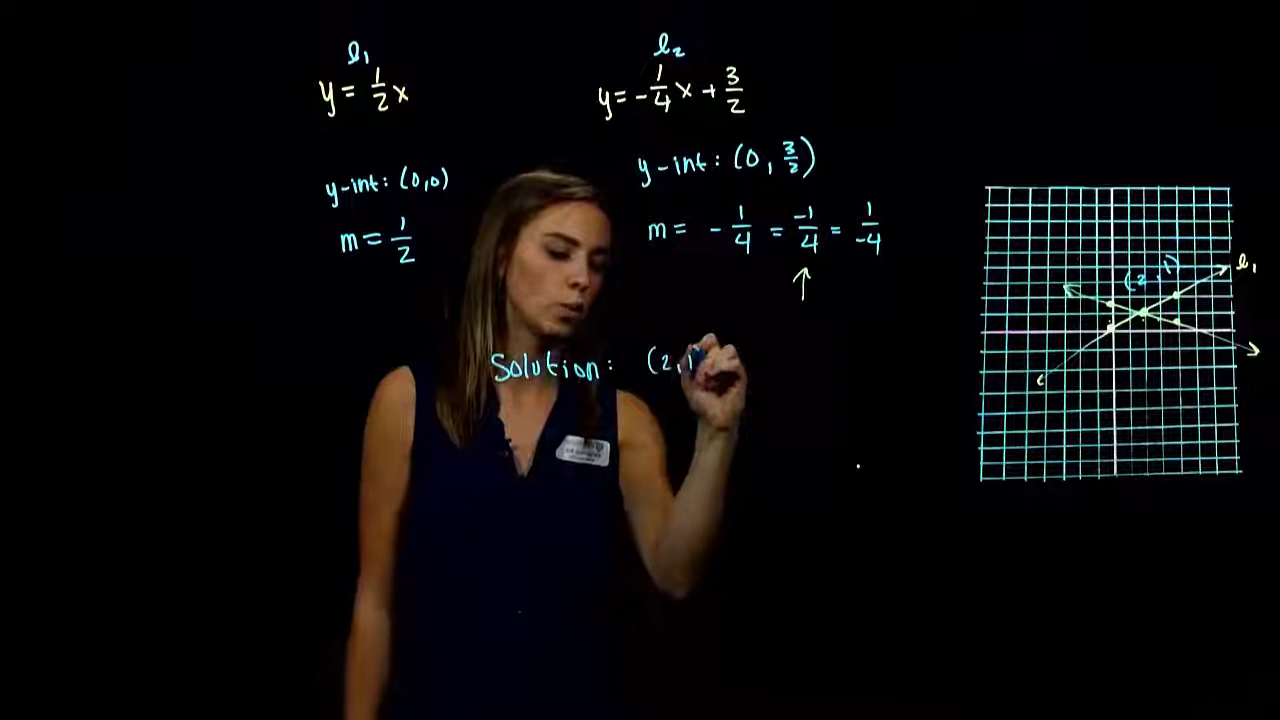 l₁
y = 1/2 x
y-int: (0,0)
m = 1/2
l₂
y = -1/4 x + 3/2
y-int: (0, 3/2)
m = - 1/4 = -1/4 = 1/-4
↑
Solution: (2,1
(2,1)
l₁